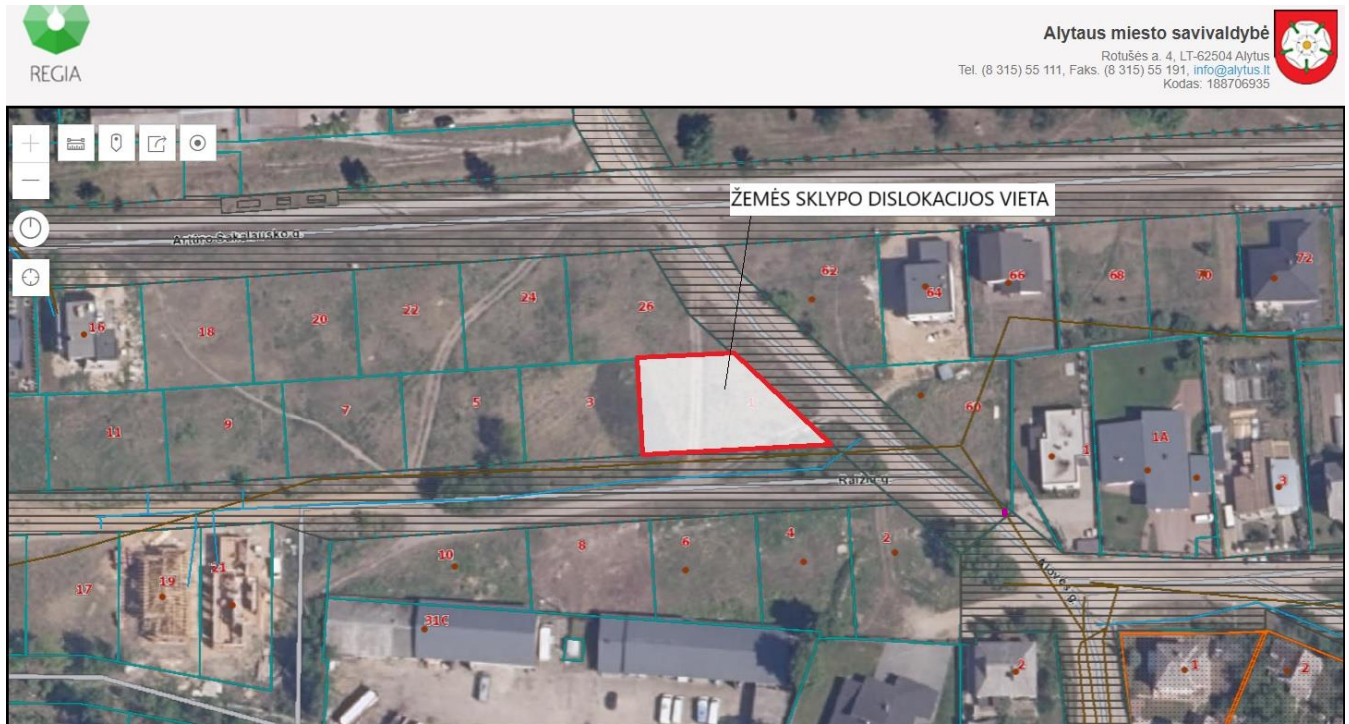 REGIA
Alytaus miesto savivaldybė
Rotušės a. 4, LT-62504 Alytus
Tel. (8 315) 55 111, Faks. (8 315) 55 191, info@alytus.lt
Kodas: 188706935
ŽEMĖS SKLYPO DISLOKACIJOS VIETA
Artūro Sakalausko g.
62
64
66
68
70
72
16
18
20
22
24
26
11
9
7
5
3
1
60
1
1A
3
Raižių g.
10
8
6
4
2
17
19
21
31C
Alovės g.
2
1
2